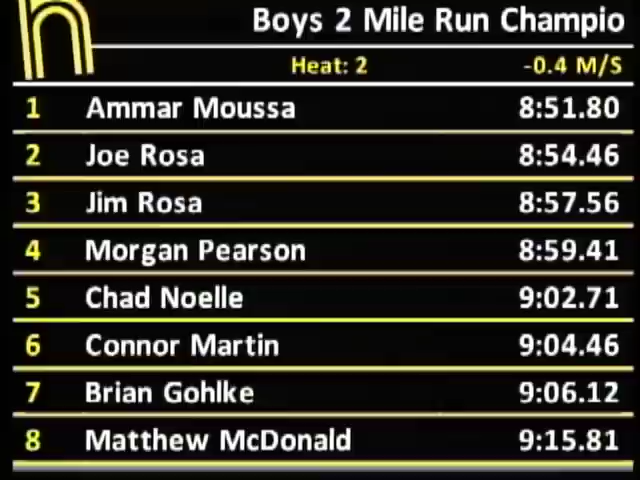 Boys 2 Mile Run Champio
Heat: 2 -0.4 M/S
1 Ammar Moussa 8:51.80
2 Joe Rosa 8:54.46
3 Jim Rosa 8:57.56
4 Morgan Pearson 8:59.41
5 Chad Noelle 9:02.71
6 Connor Martin 9:04.46
7 Brian Gohlke 9:06.12
8 Matthew McDonald 9:15.81